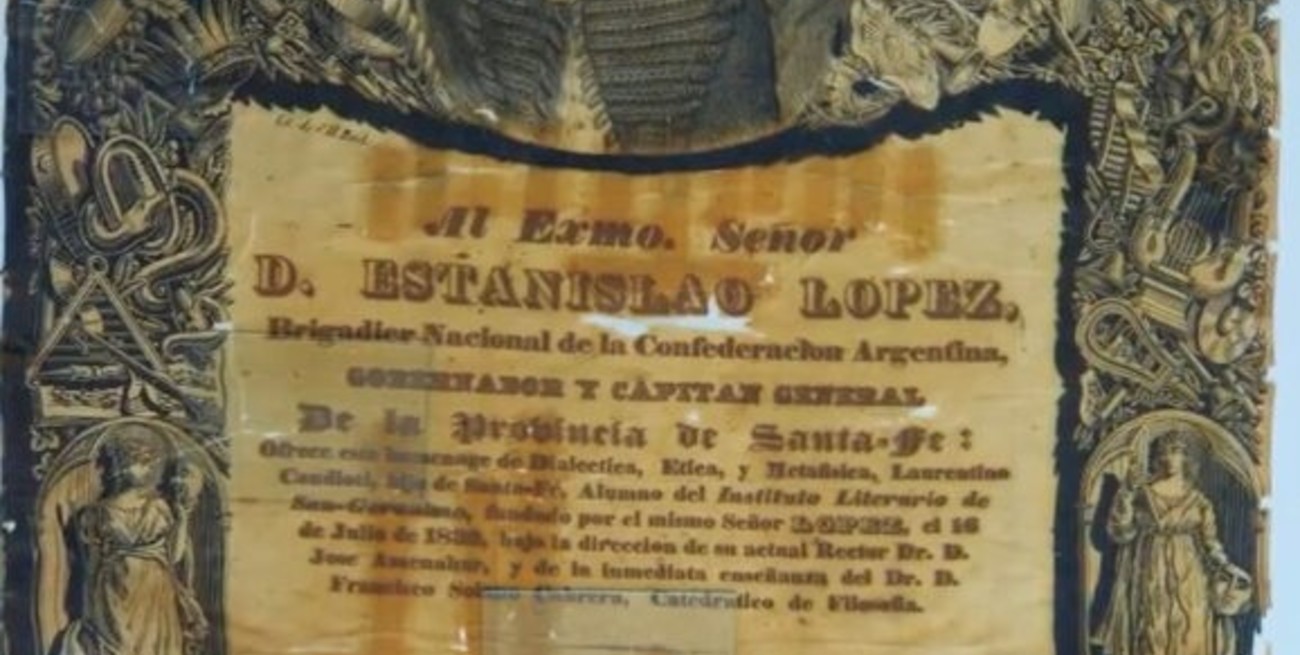 Al Exmo. Señor
D. ESTANISLAO LOPEZ,
Brigadier Nacional de la Confederacion Argentina,
GOBERNADOR Y CAPITAN GENERAL
De la Provincia de Santa-Fe:
Ofrece este homenage de Dialectica, Etica, y Metafisica, Laurentino
Candioti, hijo de Santa-Fe, Alumno del Instituto Literario de
San-Geronimo, fundado por el mismo Señor LOPEZ, el 16
de Julio de bajo la direccion de su actual Rector Dr. D.
Jose Amenabar, y de la inmediata enseñanza del Dr. D.
Francisco Solano Cabrera, Catedratico de Filosofia.